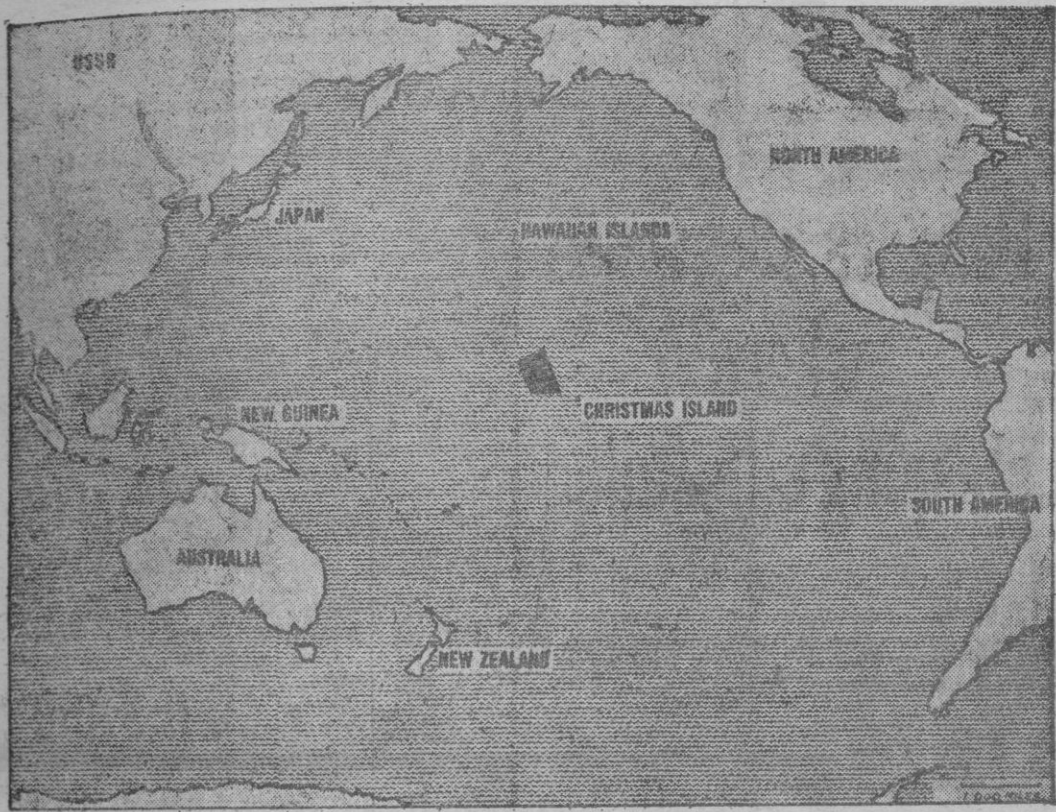 USSR
NORTH AMERICA
JAPAN
HAWAIIAN ISLANDS
NEW GUINEA
CHRISTMAS ISLAND
SOUTH AMERICA
AUSTRALIA
NEW ZEALAND